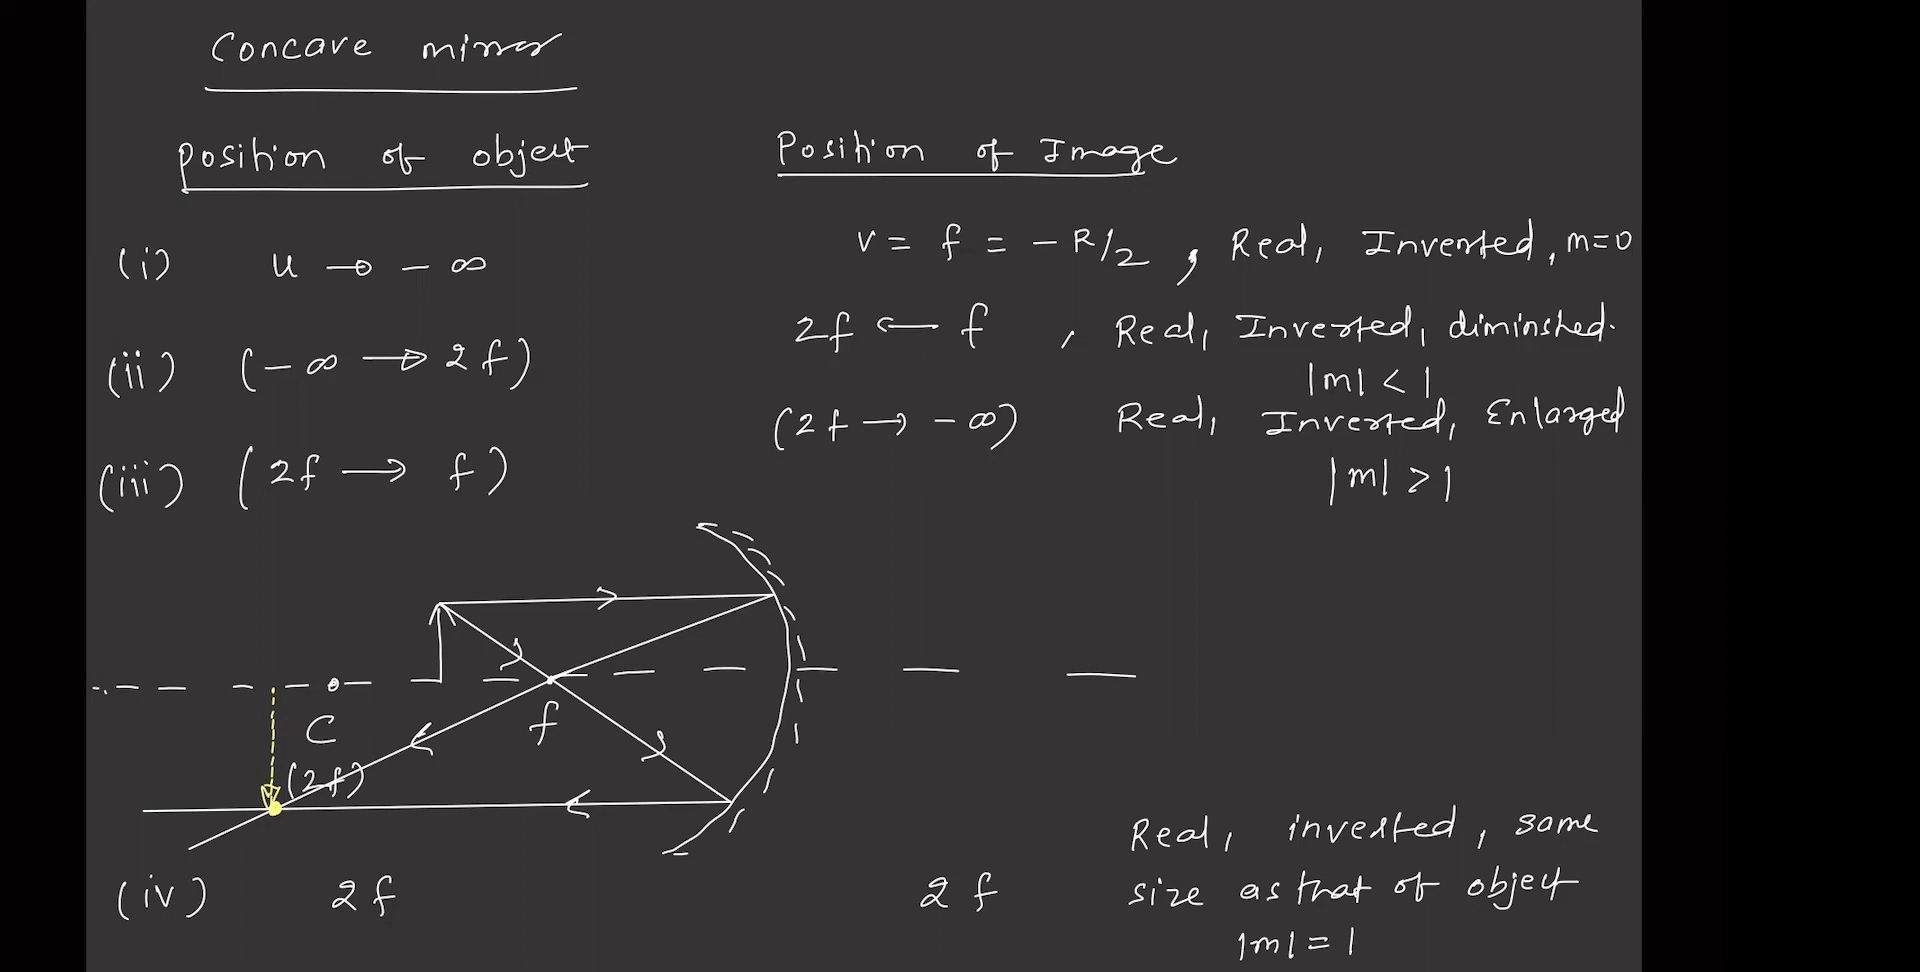 Concave mirror
Position of object
Position of Image
(i) u → - ∞
v = f = - R/2 , Real, Inverted, m=0
(ii) (- ∞ → 2f)
2f ← f , Real, Inverted, diminshed.
|m| < 1
(iii) (2f → f)
(2f → - ∞) Real, Inverted, Enlarged
|m| > 1
C
(2f)
f
(iv) 2f
2f
Real, inverted, same
size as that of object
|m| = 1